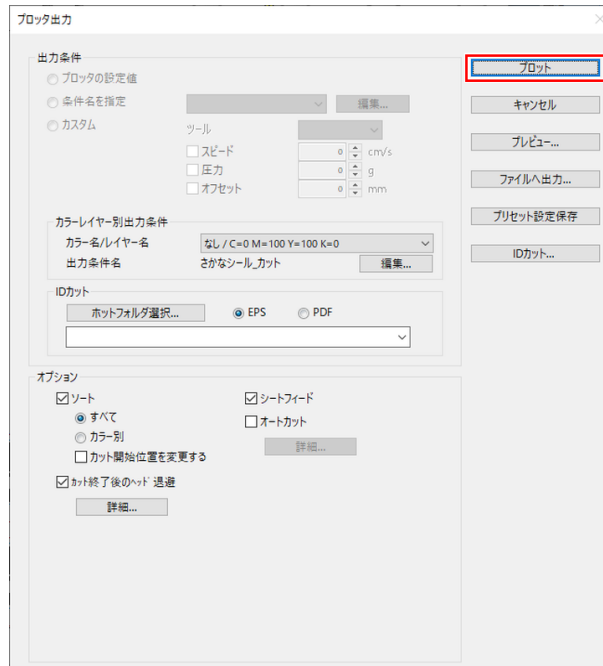 プロッタ出力
出力条件
プロッタの設定値
条件名を指定
編集...
カスタム
ツール
スピード
0
cm/s
圧力
0
g
オフセット
0
mm
カラーレイヤー別出力条件
カラー名/レイヤー名
なし / C=0 M=100 Y=100 K=0
出力条件名
さかなシール_カット
編集...
IDカット
ホットフォルダ選択...
EPS
PDF
オプション
ソート
すべて
カラー別
カット開始位置を変更する
カット終了後のヘッド退避
詳細...
シートフィード
オートカット
詳細...
プロット
キャンセル
プレビュー...
ファイルへ出力...
プリセット設定保存
IDカット...